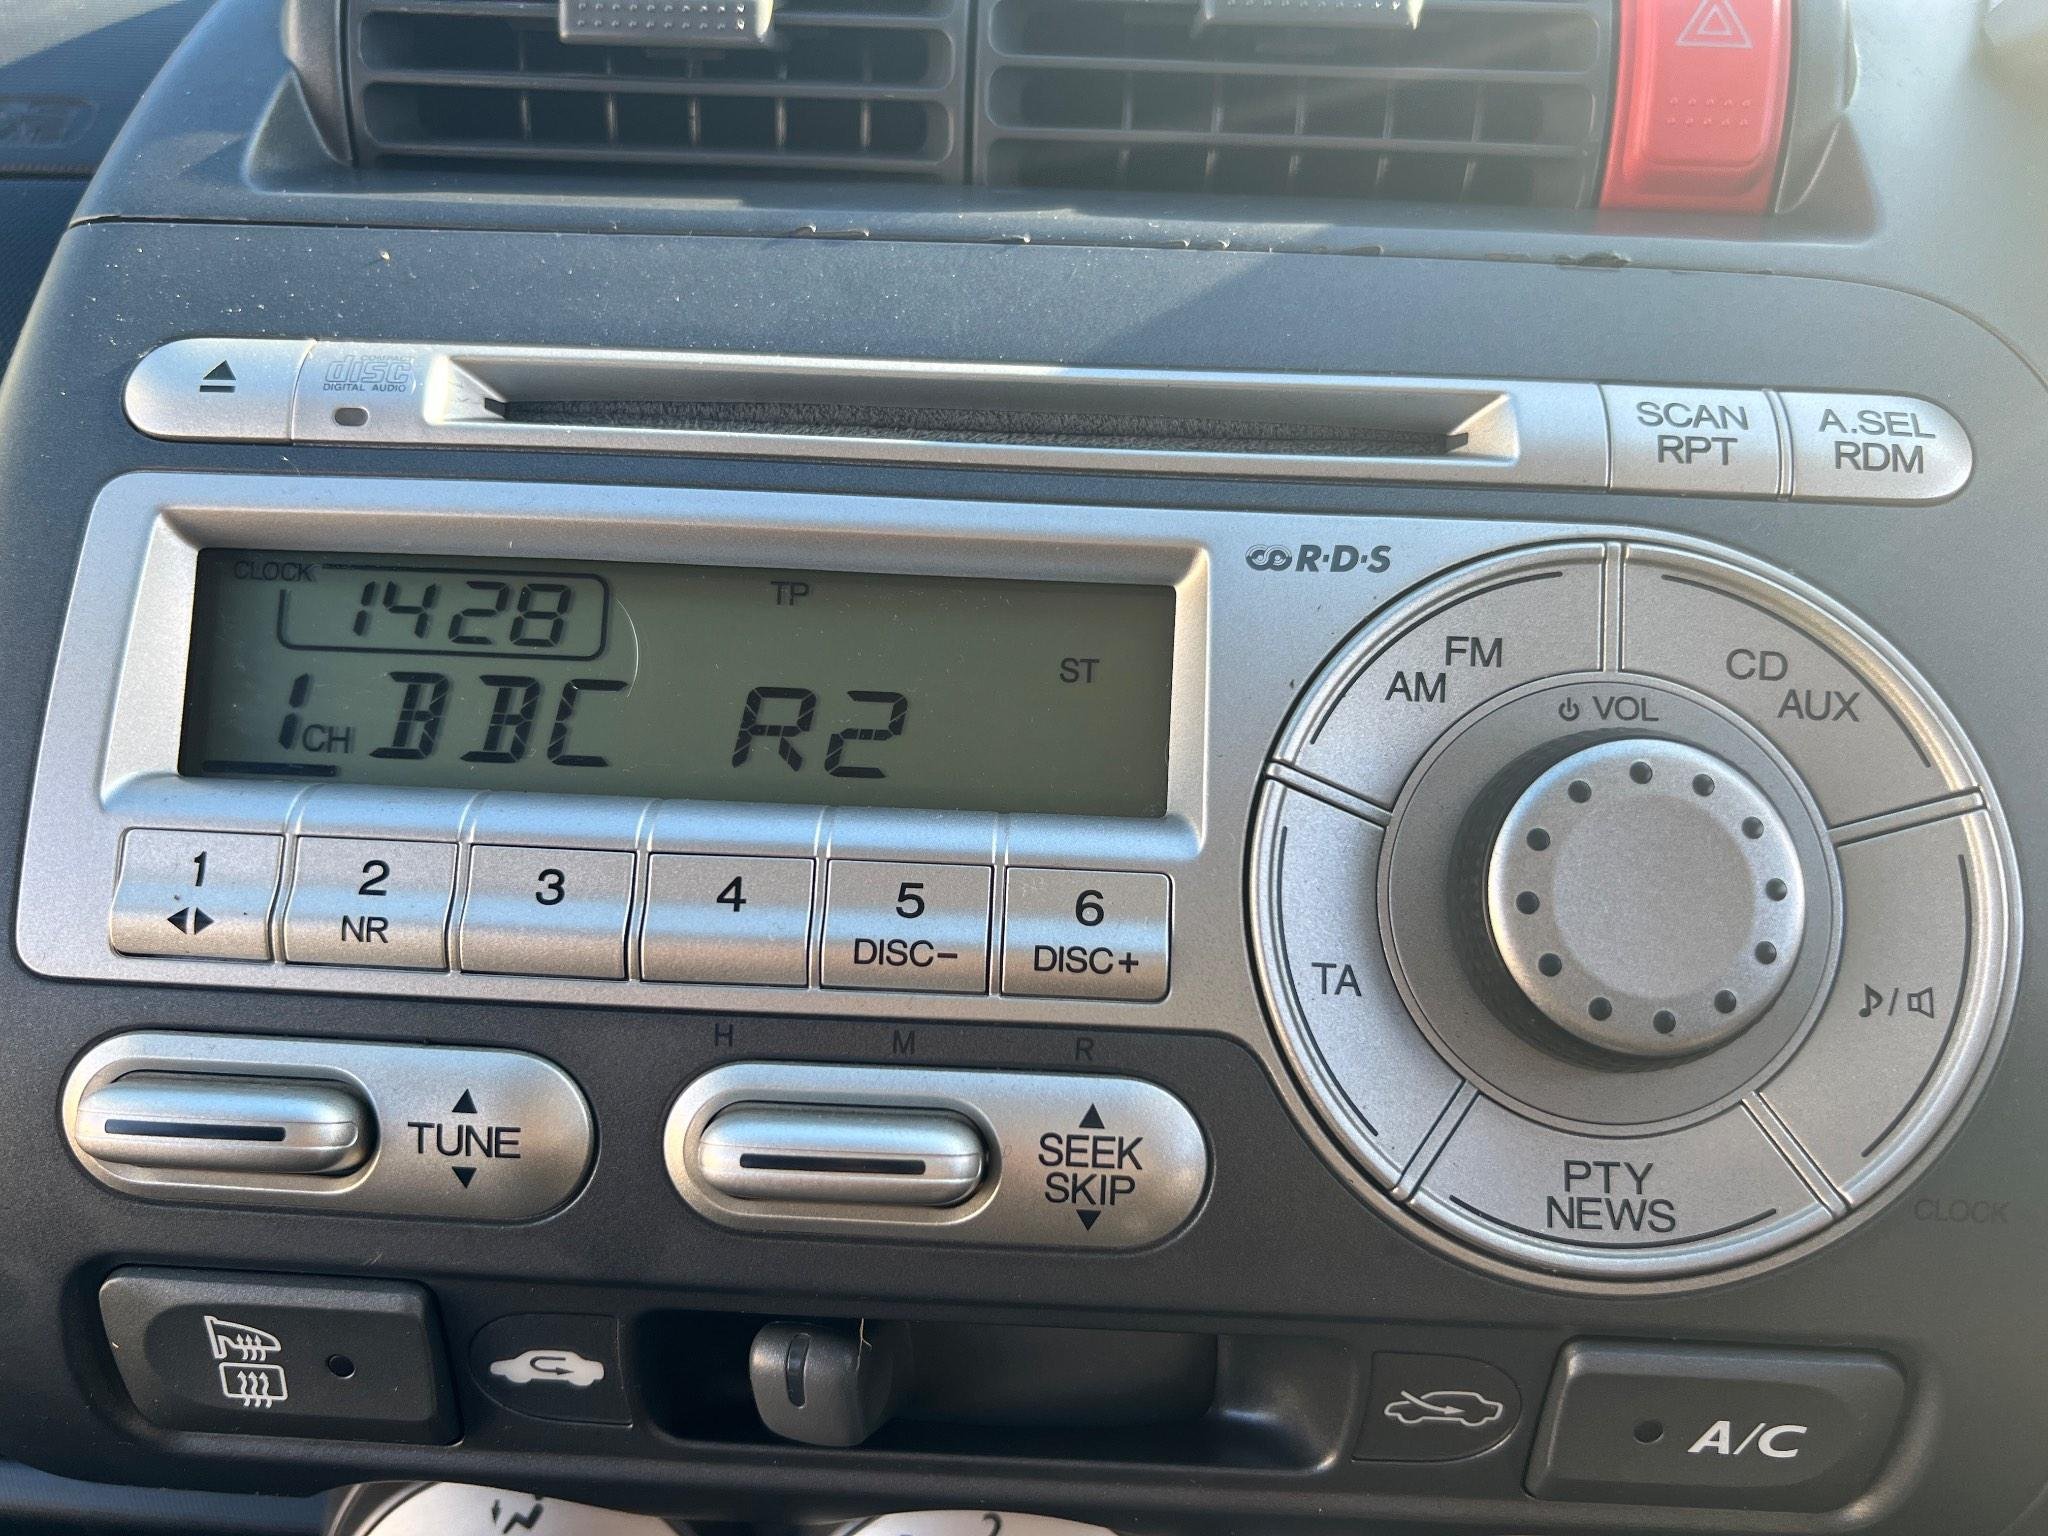 COMPACT
disc
DIGITAL AUDIO
SCAN
RPT
A.SEL
RDM
R·D·S
CLOCK
1428
TP
ST
1 CH BBC R2
FM
AM
CD
AUX
VOL
TA
PTY
NEWS
CLOCK
1
2
NR
3
4
5
DISC-
6
DISC+
H M R
TUNE
SEEK
SKIP
A/C
2